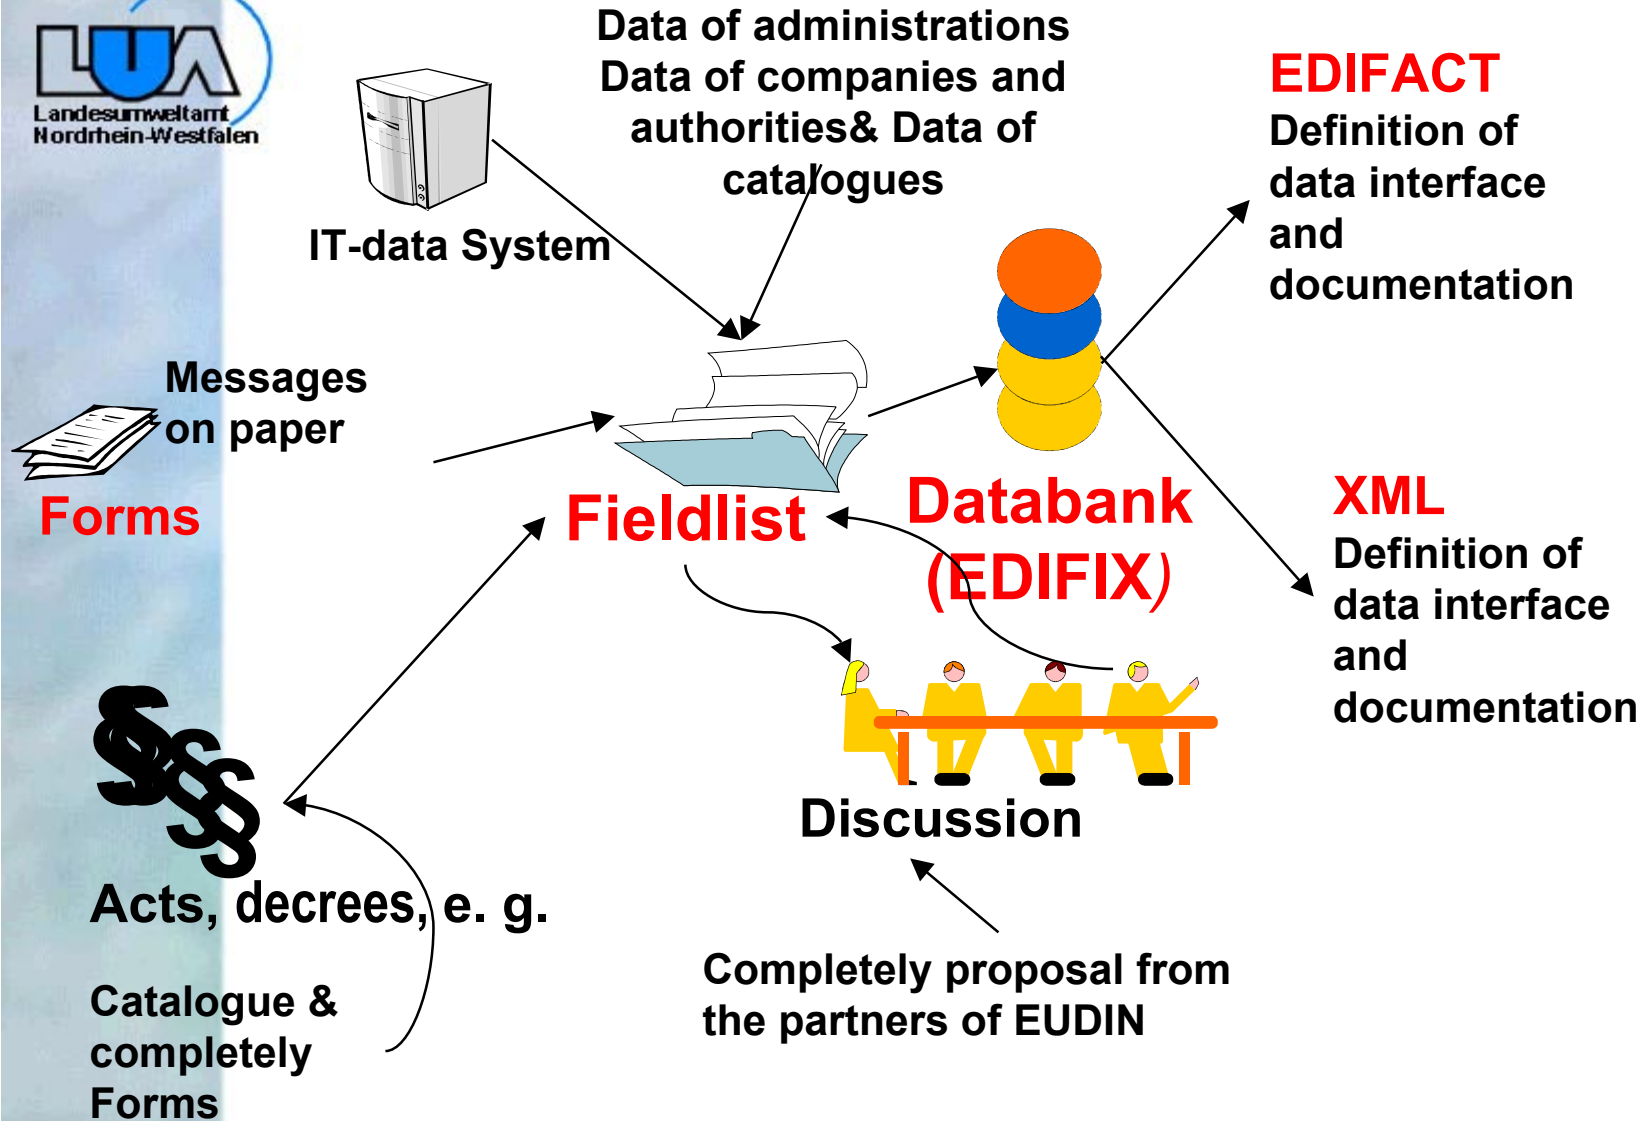 LUA
Landesumweltamt
Nordrhein-Westfalen
Data of administrations
Data of companies and
authorities& Data of
catalogues
EDIFACT
Definition of
data interface
and
documentation
IT-data System
Messages
on paper
Forms
Fieldlist
Databank
(EDIFIX)
XML
Definition of
data interface
and
documentation
§§§§
Acts, decrees, e. g.
Discussion
Catalogue &
completely
Forms
Completely proposal from
the partners of EUDIN